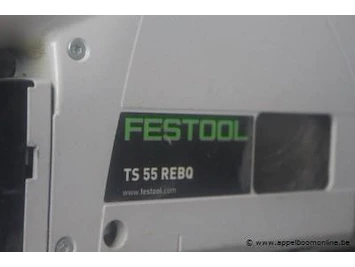 FESTOOL
TS 55 REBQ
www.festool.com
www.appelboomonline.be